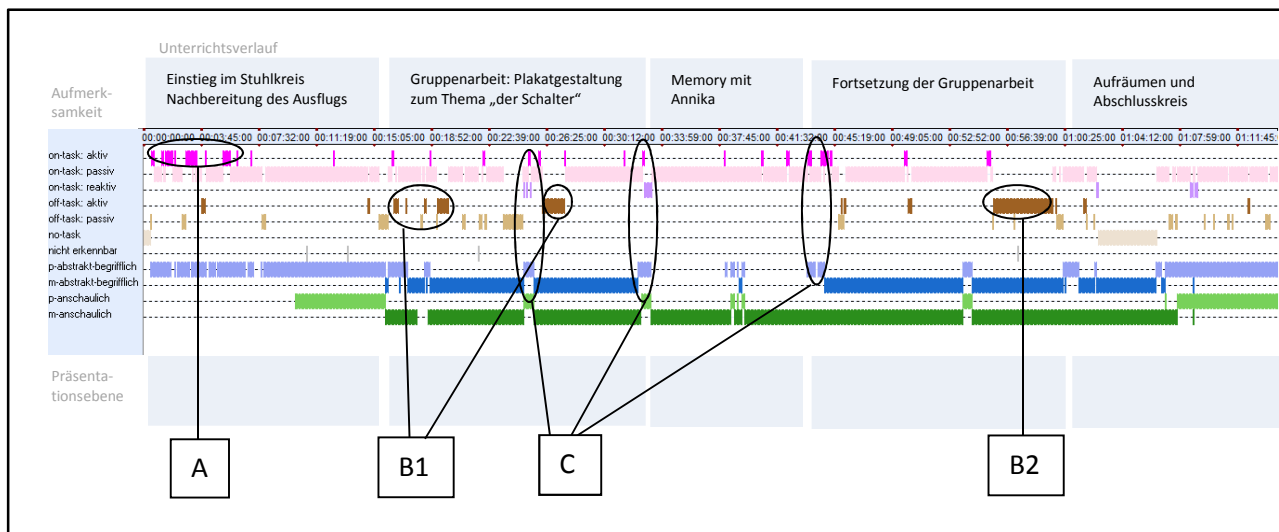 Unterrichtsverlauf
Einstieg im Stuhlkreis
Nachbereitung des Ausflugs
Gruppenarbeit: Plakatgestaltung
zum Thema „der Schalter“
Memory mit
Annika
Fortsetzung der Gruppenarbeit
Aufräumen und
Abschlusskreis
Aufmerk-
samkeit
00:00:00:00 00:03:45:00 00:07:32:00 00:11:19:00 00:15:05:00 00:18:52:00 00:22:39:00 00:26:25:00 00:30:12:00 00:33:59:00 00:37:45:00 00:41:32:00 00:45:19:00 00:49:05:00 00:52:52:00 00:56:39:00 01:00:25:00 01:04:12:00 01:07:59:00 01:11:45:0
on-task: aktiv
on-task: passiv
on-task: reaktiv
off-task: aktiv
off-task: passiv
no-task
nicht erkennbar
p-abstrakt-begrifflich
m-abstrakt-begrifflich
p-anschaulich
m-anschaulich
Präsenta-
tionsebene
A
B1
C
B2